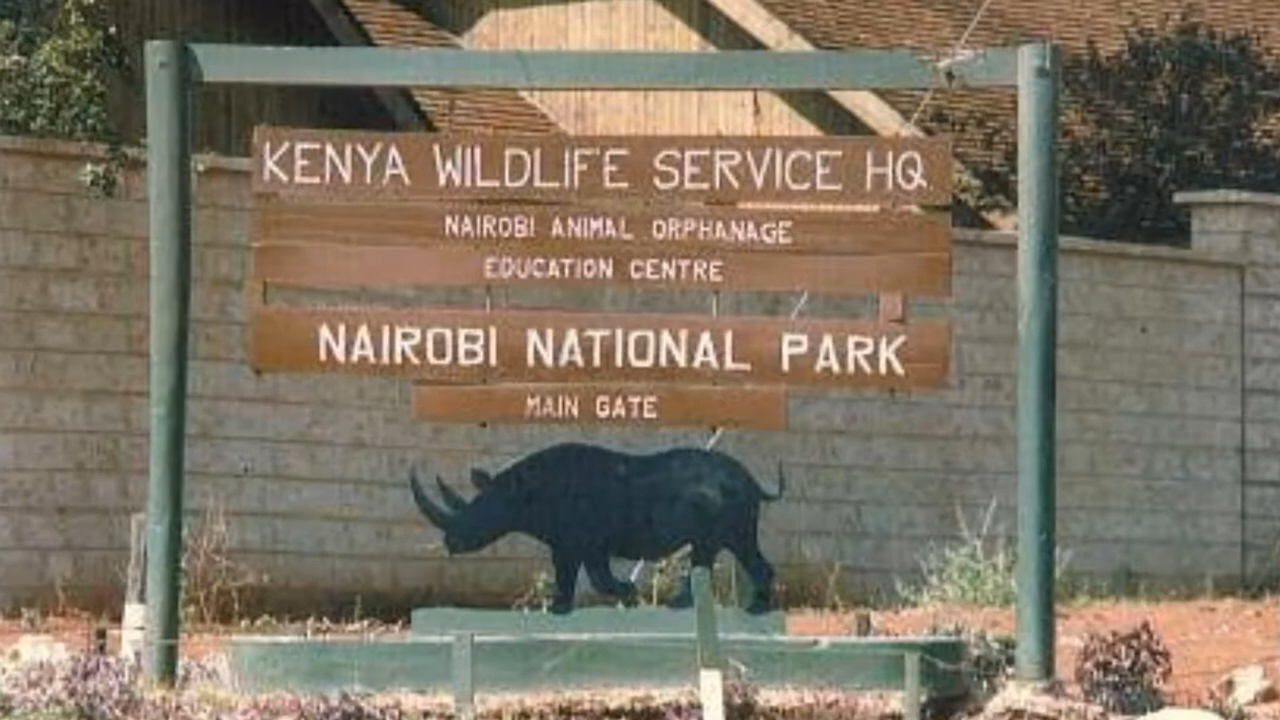 KENYA WILDLIFE SERVICE HQ
NAIROBI ANIMAL ORPHANAGE
EDUCATION CENTRE
NAIROBI NATIONAL PARK
MAIN GATE